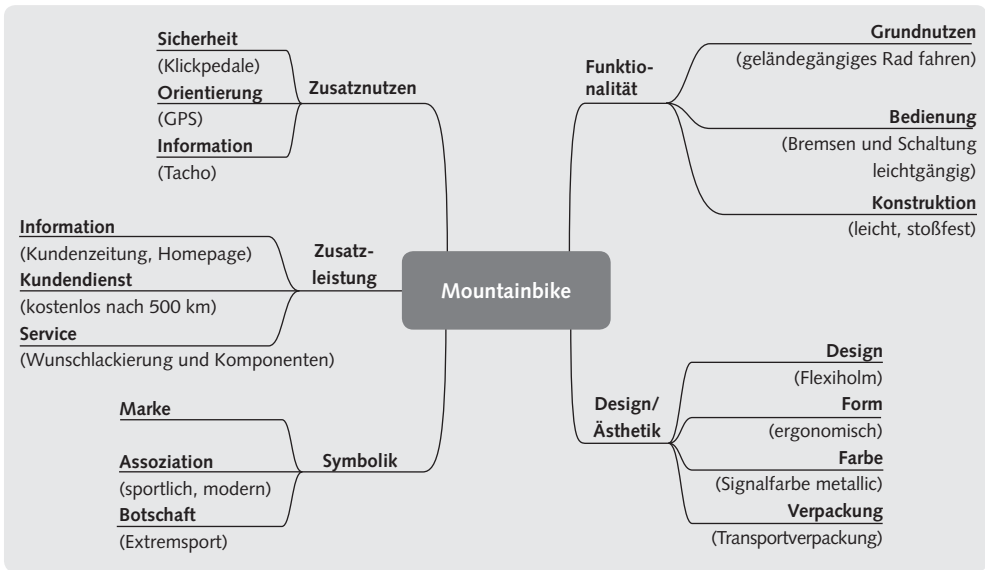 Sicherheit
(Klickpedale)
Orientierung
(GPS)
Information
(Tacho)
Zusatznutzen
Information
(Kundenzeitung, Homepage)
Kundendienst
(kostenlos nach 500 km)
Service
(Wunschlackierung und Komponenten)
Zusatz-
leistung
Marke
Assoziation
(sportlich, modern)
Botschaft
(Extremsport)
Symbolik
Mountainbike
Funktio-
nalität
Grundnutzen
(geländegängiges Rad fahren)
Bedienung
(Bremsen und Schaltung
leichtgängig)
Konstruktion
(leicht, stoßfest)
Design/
Ästhetik
Design
(Flexiholm)
Form
(ergonomisch)
Farbe
(Signalfarbe metallic)
Verpackung
(Transportverpackung)